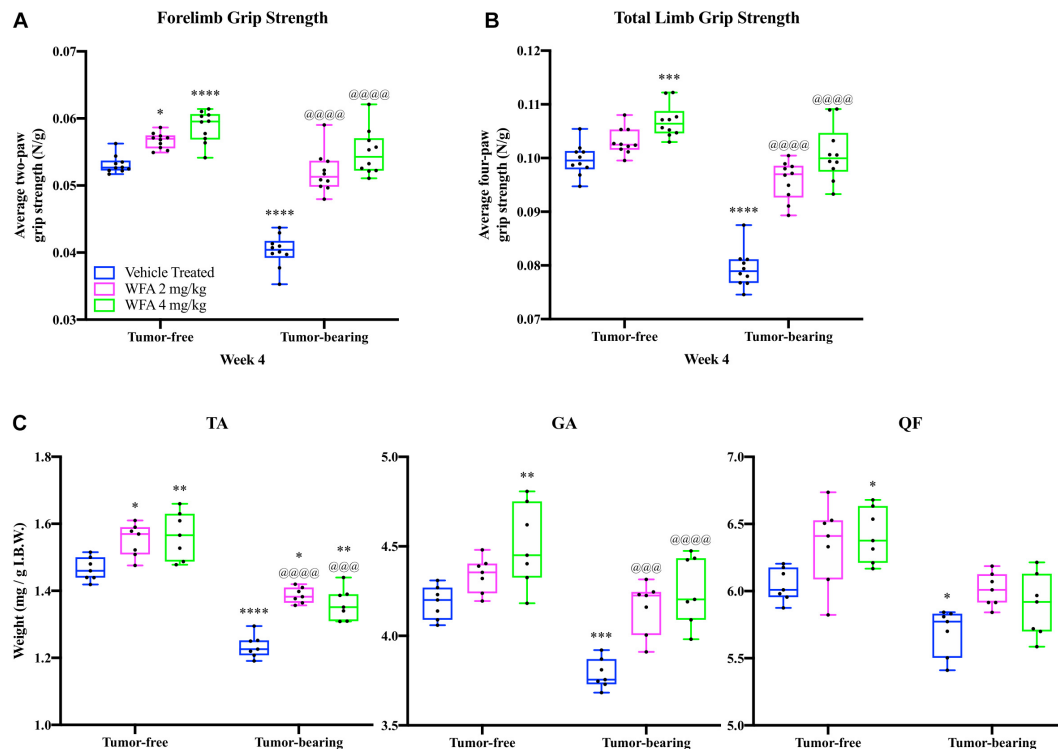 A
Forelimb Grip Strength
Average two-paw
grip strength (N/g)
0.07
0.06
0.05
0.04
0.03
*
****
****
@@@@
@@@@
Vehicle Treated
WFA 2 mg/kg
WFA 4 mg/kg
Tumor-free
Tumor-bearing
Week 4
B
Total Limb Grip Strength
Average four-paw
grip strength (N/g)
0.12
0.11
0.10
0.09
0.08
0.07
***
****
@@@@
@@@@
Tumor-free
Tumor-bearing
Week 4
C
TA
Weight (mg / g I.B.W.)
1.8
1.6
1.4
1.2
1.0
*
**
****
*
@@@@
**
@@@
Tumor-free
Tumor-bearing
GA
5.0
4.5
4.0
3.5
**
***
@@@
@@@@
Tumor-free
Tumor-bearing
QF
7.0
6.5
6.0
5.5
5.0
*
*
Tumor-free
Tumor-bearing